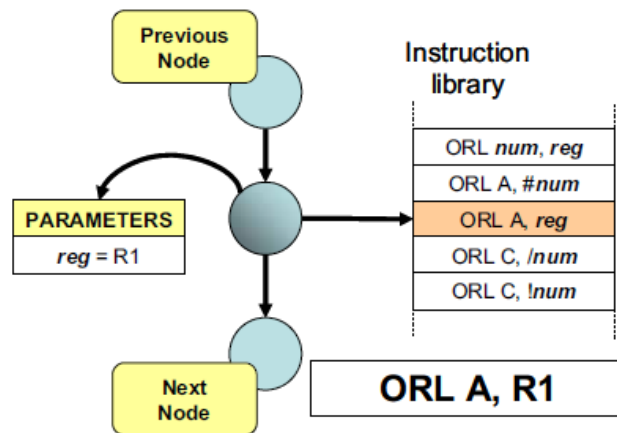 Previous
Node
Instruction
library
ORL num, reg
ORL A, #num
PARAMETERS
ORL A, reg
reg = R1
ORL C, /num
ORL C, !num
Next
Node
ORL A, R1